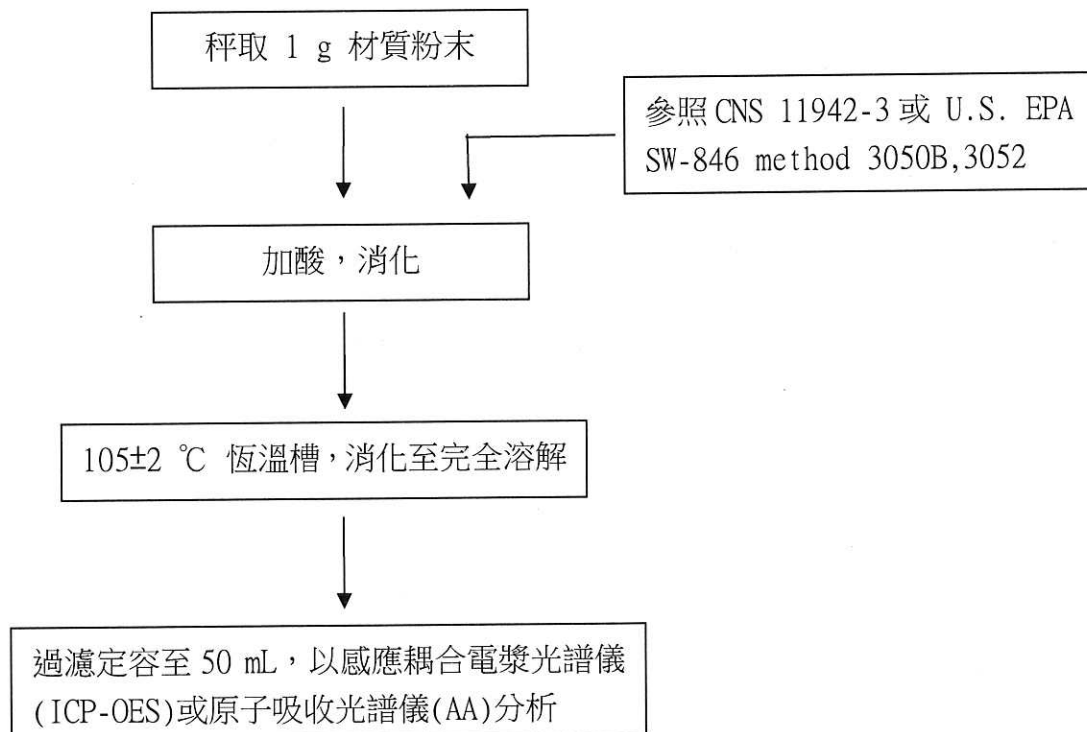 秤取 1 g 材質粉末
參照 CNS 11942-3 或 U.S. EPA
SW-846 method 3050B,3052
加酸，消化
105±2 ℃ 恆溫槽，消化至完全溶解
過濾定容至 50 mL，以感應耦合電漿光譜儀
(ICP-OES)或原子吸收光譜儀(AA)分析